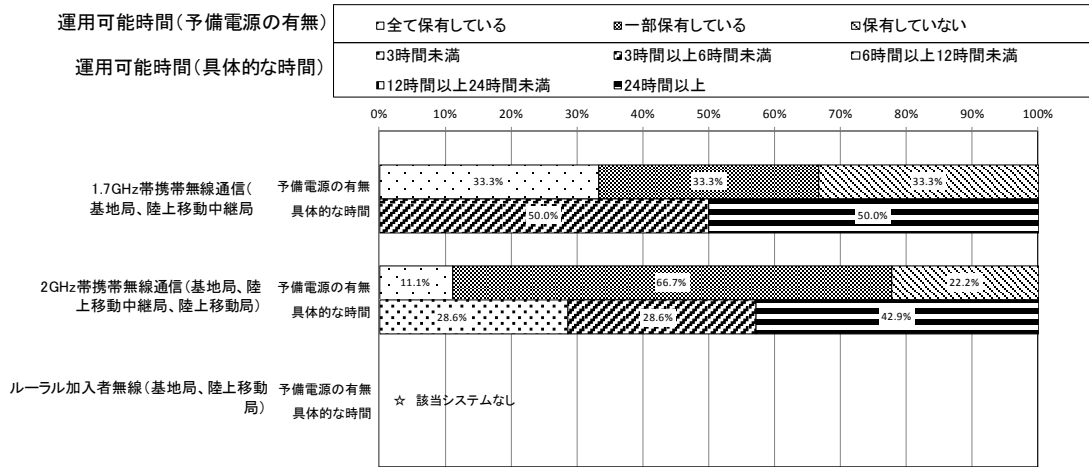 運用可能時間(予備電源の有無)
□全て保有している ▩一部保有している ▧保有していない
運用可能時間(具体的な時間)
□3時間未満 ▨3時間以上6時間未満 ▧6時間以上12時間未満
□12時間以上24時間未満 ■24時間以上
0% 10% 20% 30% 40% 50% 60% 70% 80% 90% 100%
1.7GHz帯携帯無線通信(
基地局、陸上移動中継局
予備電源の有無
33.3% 33.3% 33.3%
具体的な時間
50.0% 50.0%
2GHz帯携帯無線通信(基地局、陸
上移動中継局、陸上移動局)
予備電源の有無
11.1% 66.7% 22.2%
具体的な時間
28.6% 28.6% 42.9%
ルーラル加入者無線(基地局、陸上移動
局)
予備電源の有無
具体的な時間
☆ 該当システムなし